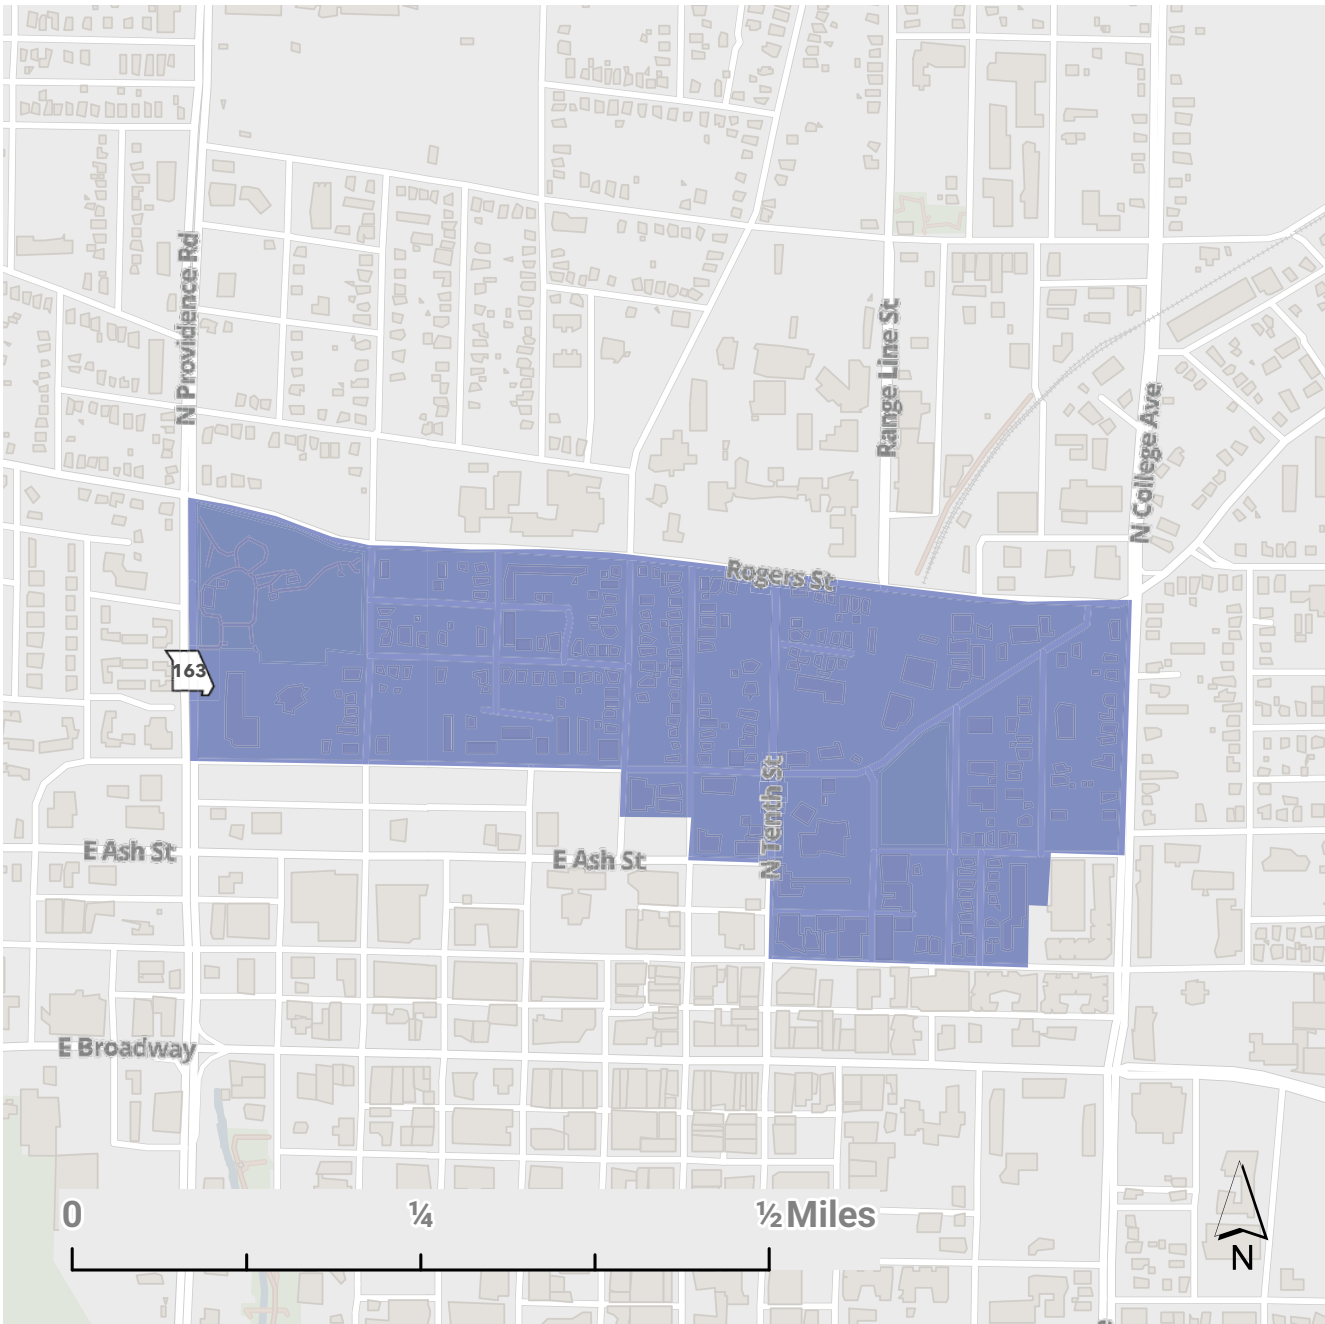 N Providence Rd
Range Line St
N College Ave
Rogers St
163
N Tenth St
E Ash St
E Ash St
E Broadway
0 ¼ ½ Miles
N